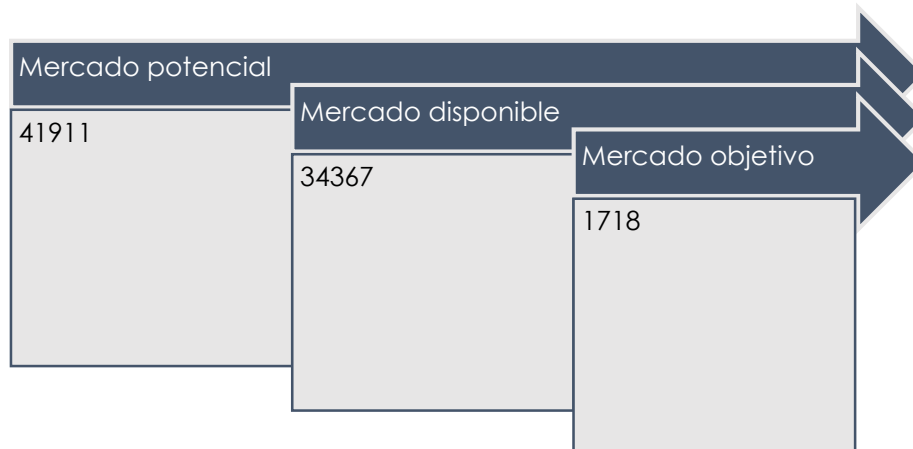 Mercado potencial
41911
Mercado disponible
34367
Mercado objetivo
1718